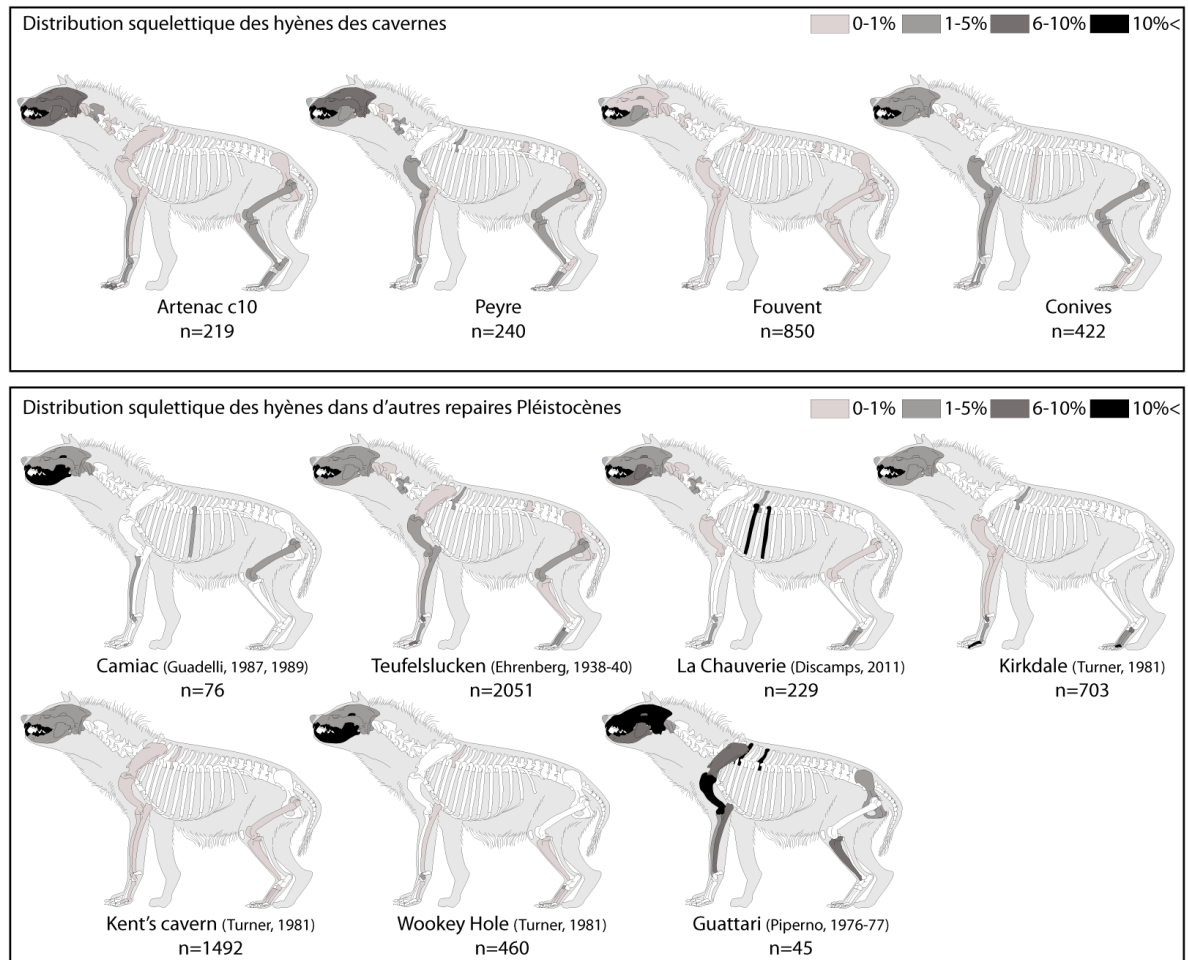 Distribution squelettique des hyènes des cavernes
0-1% 1-5% 6-10% 10%<
Artenac c10
n=219
Peyre
n=240
Fouvent
n=850
Conives
n=422
Distribution squlettique des hyènes dans d'autres repaires Pléistocènes
0-1% 1-5% 6-10% 10%<
Camiac (Guadelli, 1987, 1989)
n=76
Teufelslucken (Ehrenberg, 1938-40)
n=2051
La Chauverie (Discamps, 2011)
n=229
Kirkdale (Turner, 1981)
n=703
Kent's cavern (Turner, 1981)
n=1492
Wookey Hole (Turner, 1981)
n=460
Guattari (Piperno, 1976-77)
n=45